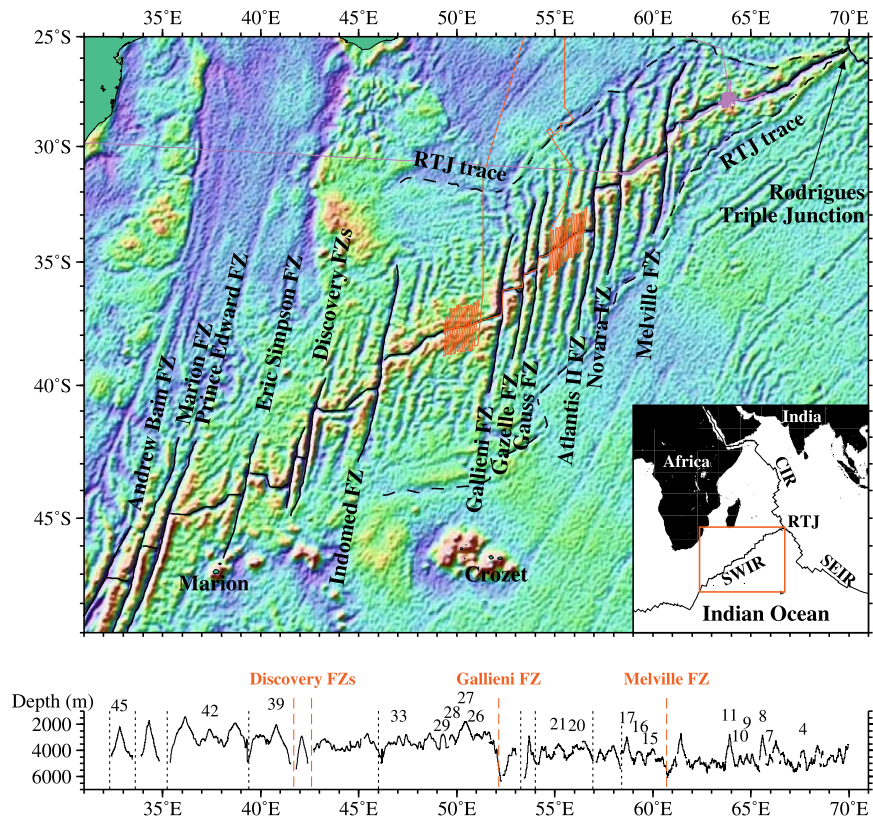 35°E 40°E 45°E 50°E 55°E 60°E 65°E 70°E
25°S
30°S
35°S
40°S
45°S
RTJ trace
RTJ trace
Rodrigues
Triple Junction
Andrew Bain FZ
Marion FZ
Prince Edward FZ
Eric Simpson FZ
Discovery FZs
Indomed FZ
Gallieni FZ
Gazelle FZ
Gauss FZ
Atlantis II FZ
Novara FZ
Melville FZ
Marion
Crozet
India
Africa
CIR
RTJ
SWIR
SEIR
Indian Ocean
Discovery FZs Gallieni FZ Melville FZ
Depth (m)
2000
4000
6000
45 42 39 33 29 28 27 26 21 20 17 16 15 11 10 9 8 7 4
35°E 40°E 45°E 50°E 55°E 60°E 65°E 70°E